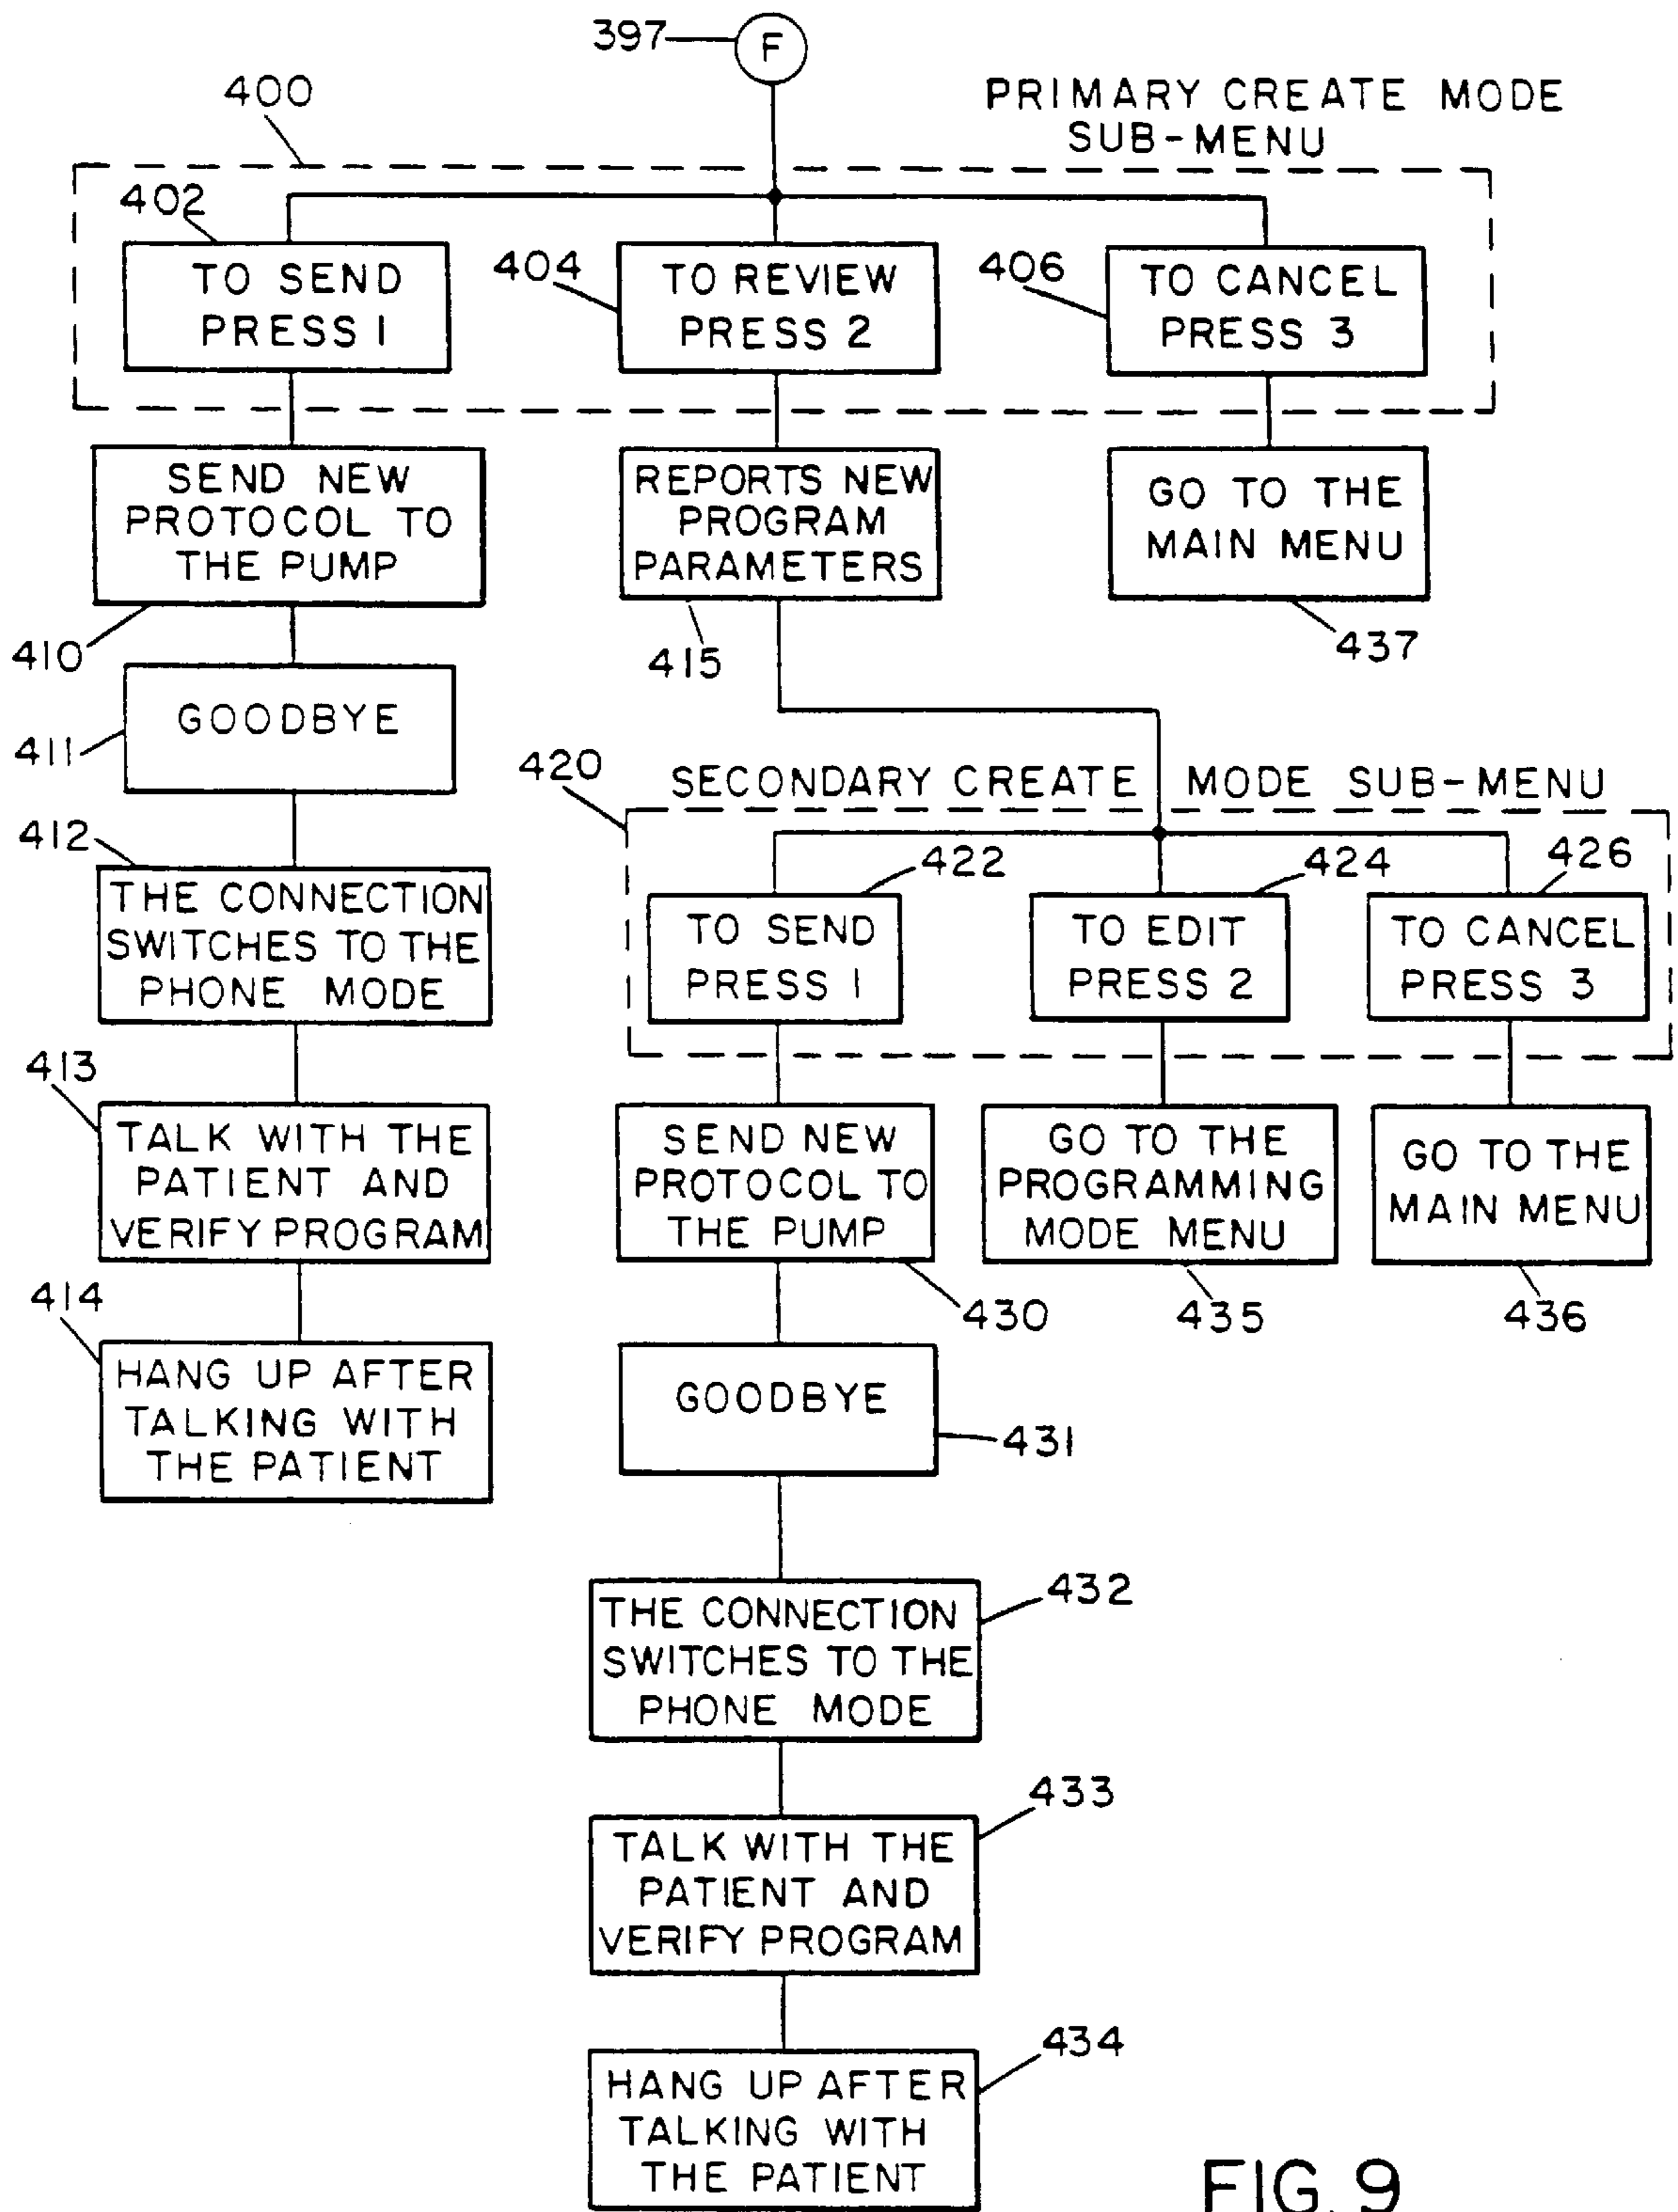 397
F
400
PRIMARY CREATE MODE
SUB-MENU
402
TO SEND
PRESS 1
404
TO REVIEW
PRESS 2
406
TO CANCEL
PRESS 3
SEND NEW
PROTOCOL TO
THE PUMP
410
REPORTS NEW
PROGRAM
PARAMETERS
415
GO TO THE
MAIN MENU
437
GOODBYE
411
412
THE CONNECTION
SWITCHES TO THE
PHONE MODE
413
TALK WITH THE
PATIENT AND
VERIFY PROGRAM
414
HANG UP AFTER
TALKING WITH
THE PATIENT
420
SECONDARY CREATE MODE SUB-MENU
422
TO SEND
PRESS 1
424
TO EDIT
PRESS 2
426
TO CANCEL
PRESS 3
SEND NEW
PROTOCOL TO
THE PUMP
430
GO TO THE
PROGRAMMING
MODE MENU
435
GO TO THE
MAIN MENU
436
GOODBYE
431
THE CONNECTION
SWITCHES TO THE
PHONE MODE
432
TALK WITH THE
PATIENT AND
VERIFY PROGRAM
433
HANG UP AFTER
TALKING WITH
THE PATIENT
434
FIG. 9